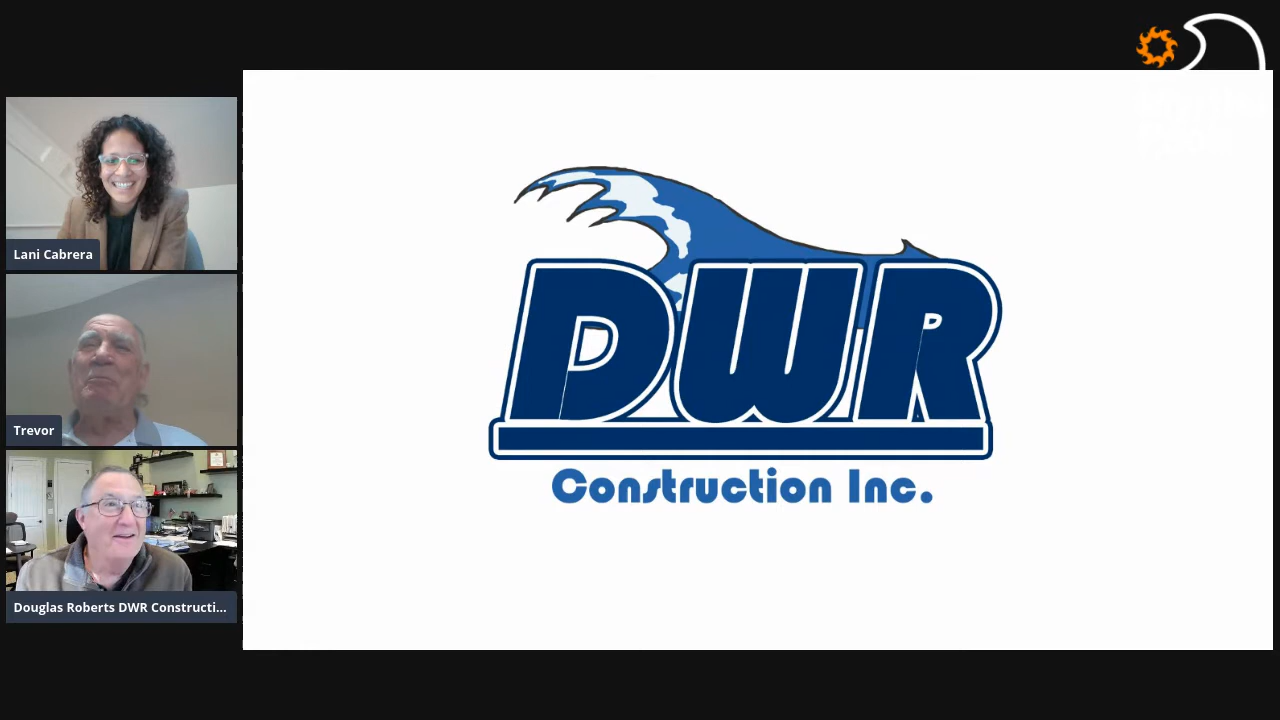 Lani Cabrera
Trevor
Douglas Roberts DWR Constructi...
DWR
Construction Inc.